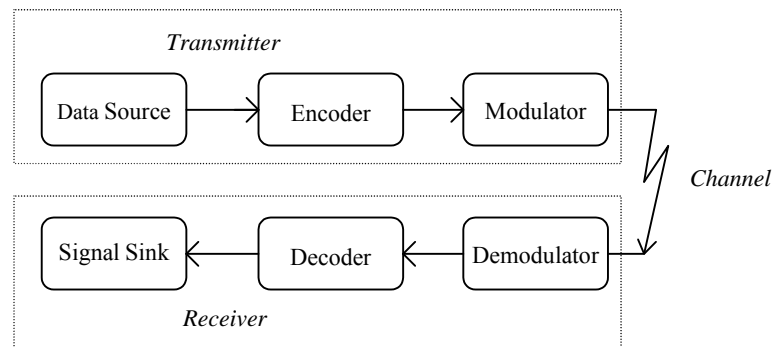 Transmitter
Data Source
Encoder
Modulator
Channel
Signal Sink
Decoder
Demodulator
Receiver